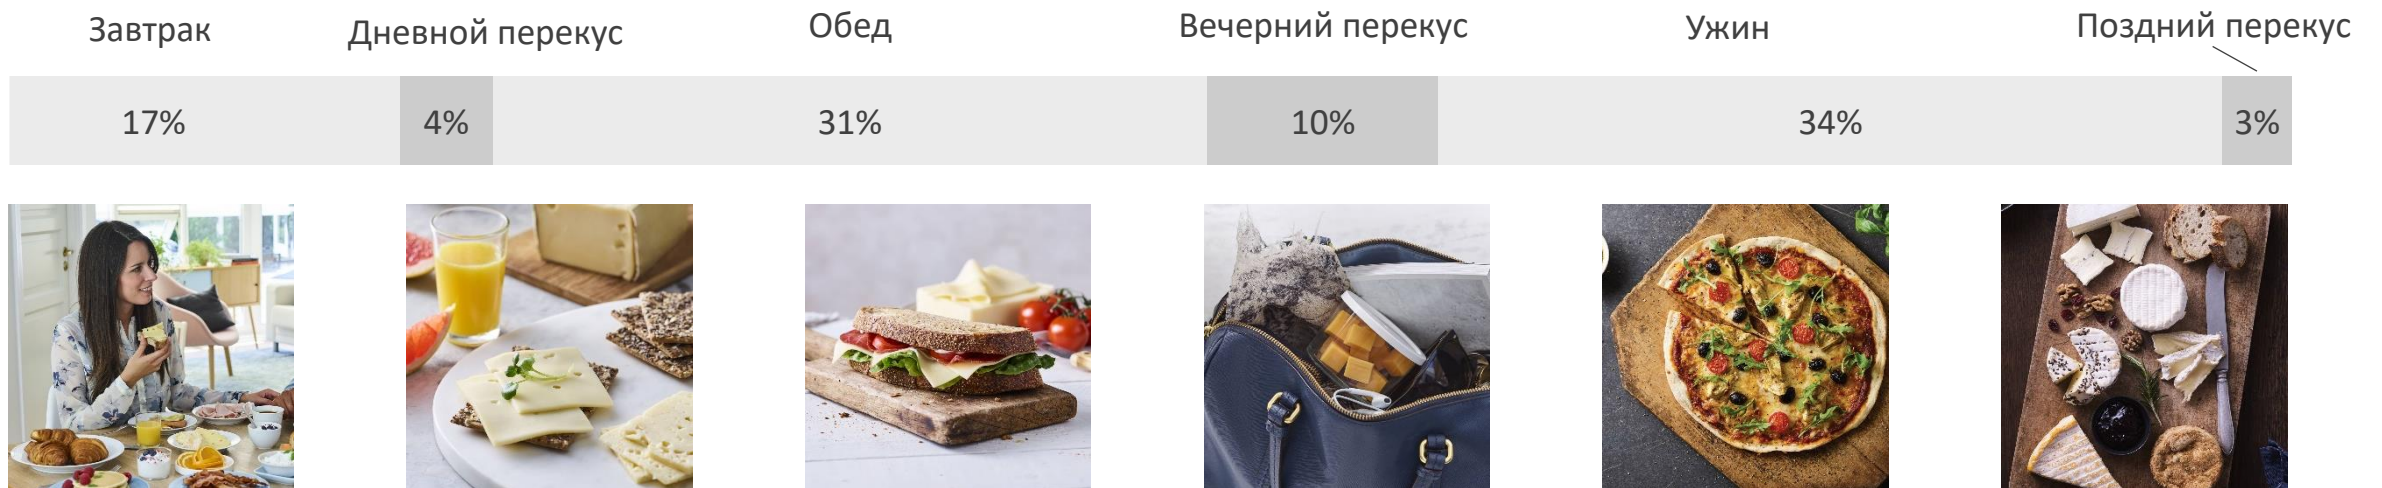 Завтрак
Дневной перекус
Обед
Вечерний перекус
Ужин
Поздний перекус
17%
4%
31%
10%
34%
3%